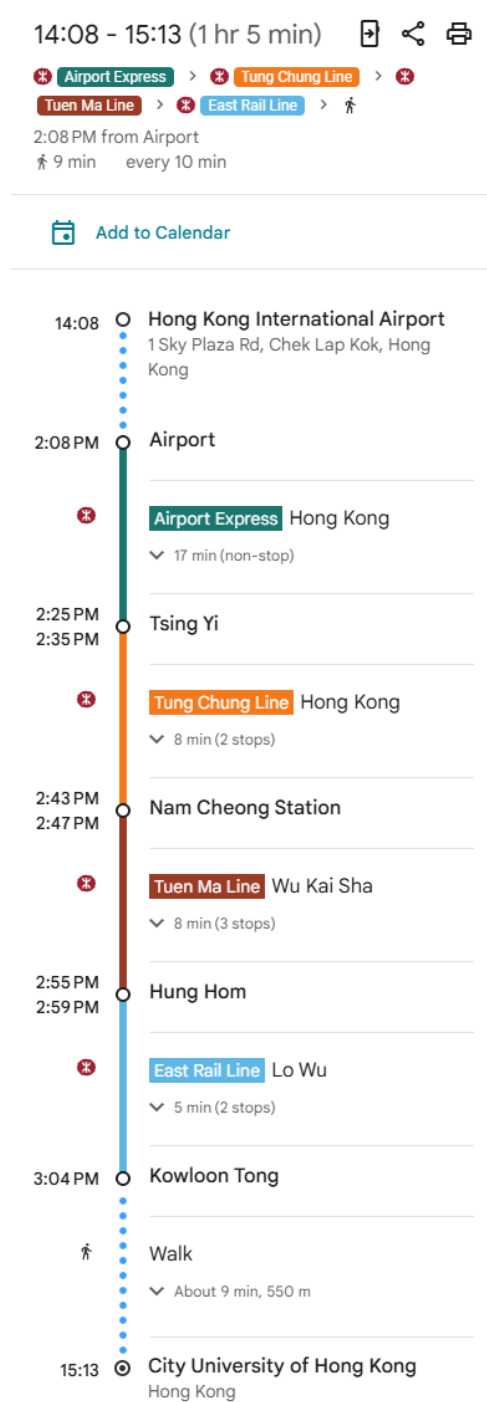 14:08 - 15:13 (1 hr 5 min)
Airport Express > Tung Chung Line >
Tuen Ma Line > East Rail Line >
2:08 PM from Airport
9 min every 10 min
Add to Calendar
14:08 Hong Kong International Airport
1 Sky Plaza Rd, Chek Lap Kok, Hong
Kong
2:08 PM Airport
Airport Express Hong Kong
17 min (non-stop)
2:25 PM
2:35 PM
Tsing Yi
Tung Chung Line Hong Kong
8 min (2 stops)
2:43 PM
2:47 PM
Nam Cheong Station
Tuen Ma Line Wu Kai Sha
8 min (3 stops)
2:55 PM
2:59 PM
Hung Hom
East Rail Line Lo Wu
5 min (2 stops)
3:04 PM Kowloon Tong
Walk
About 9 min, 550 m
15:13 City University of Hong Kong
Hong Kong